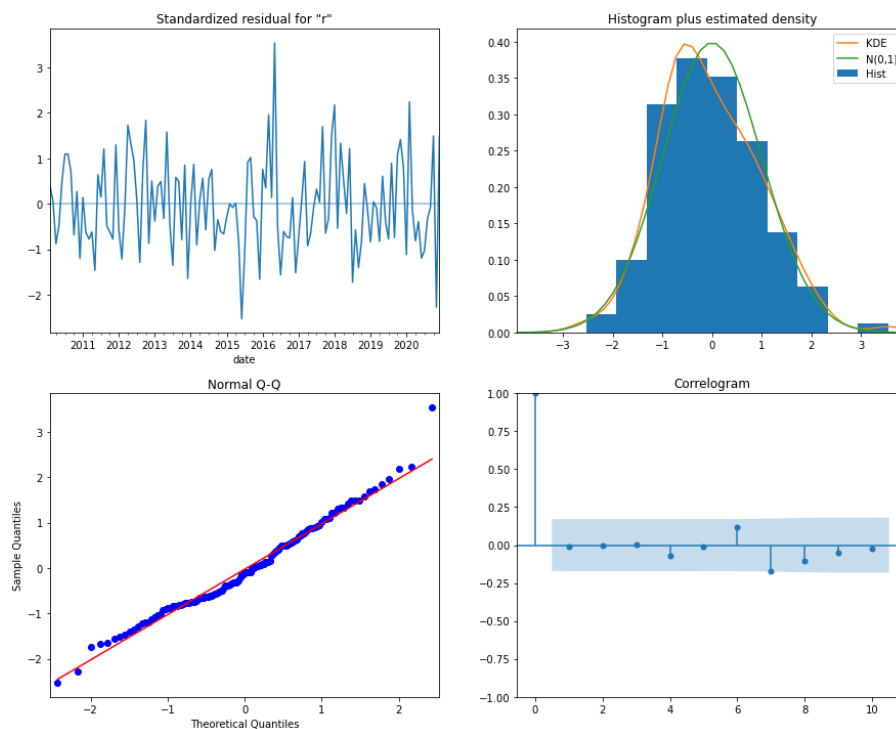 Standardized residual for "r"
3
2
1
0
−1
−2
2011 2012 2013 2014 2015 2016 2017 2018 2019 2020
date
Histogram plus estimated density
KDE
N(0,1)
Hist
0.40
0.35
0.30
0.25
0.20
0.15
0.10
0.05
0.00
−3 −2 −1 0 1 2 3
Normal Q-Q
Sample Quantiles
3
2
1
0
−1
−2
−2 −1 0 1 2
Theoretical Quantiles
Correlogram
1.00
0.75
0.50
0.25
0.00
−0.25
−0.50
−0.75
−1.00
0 2 4 6 8 10